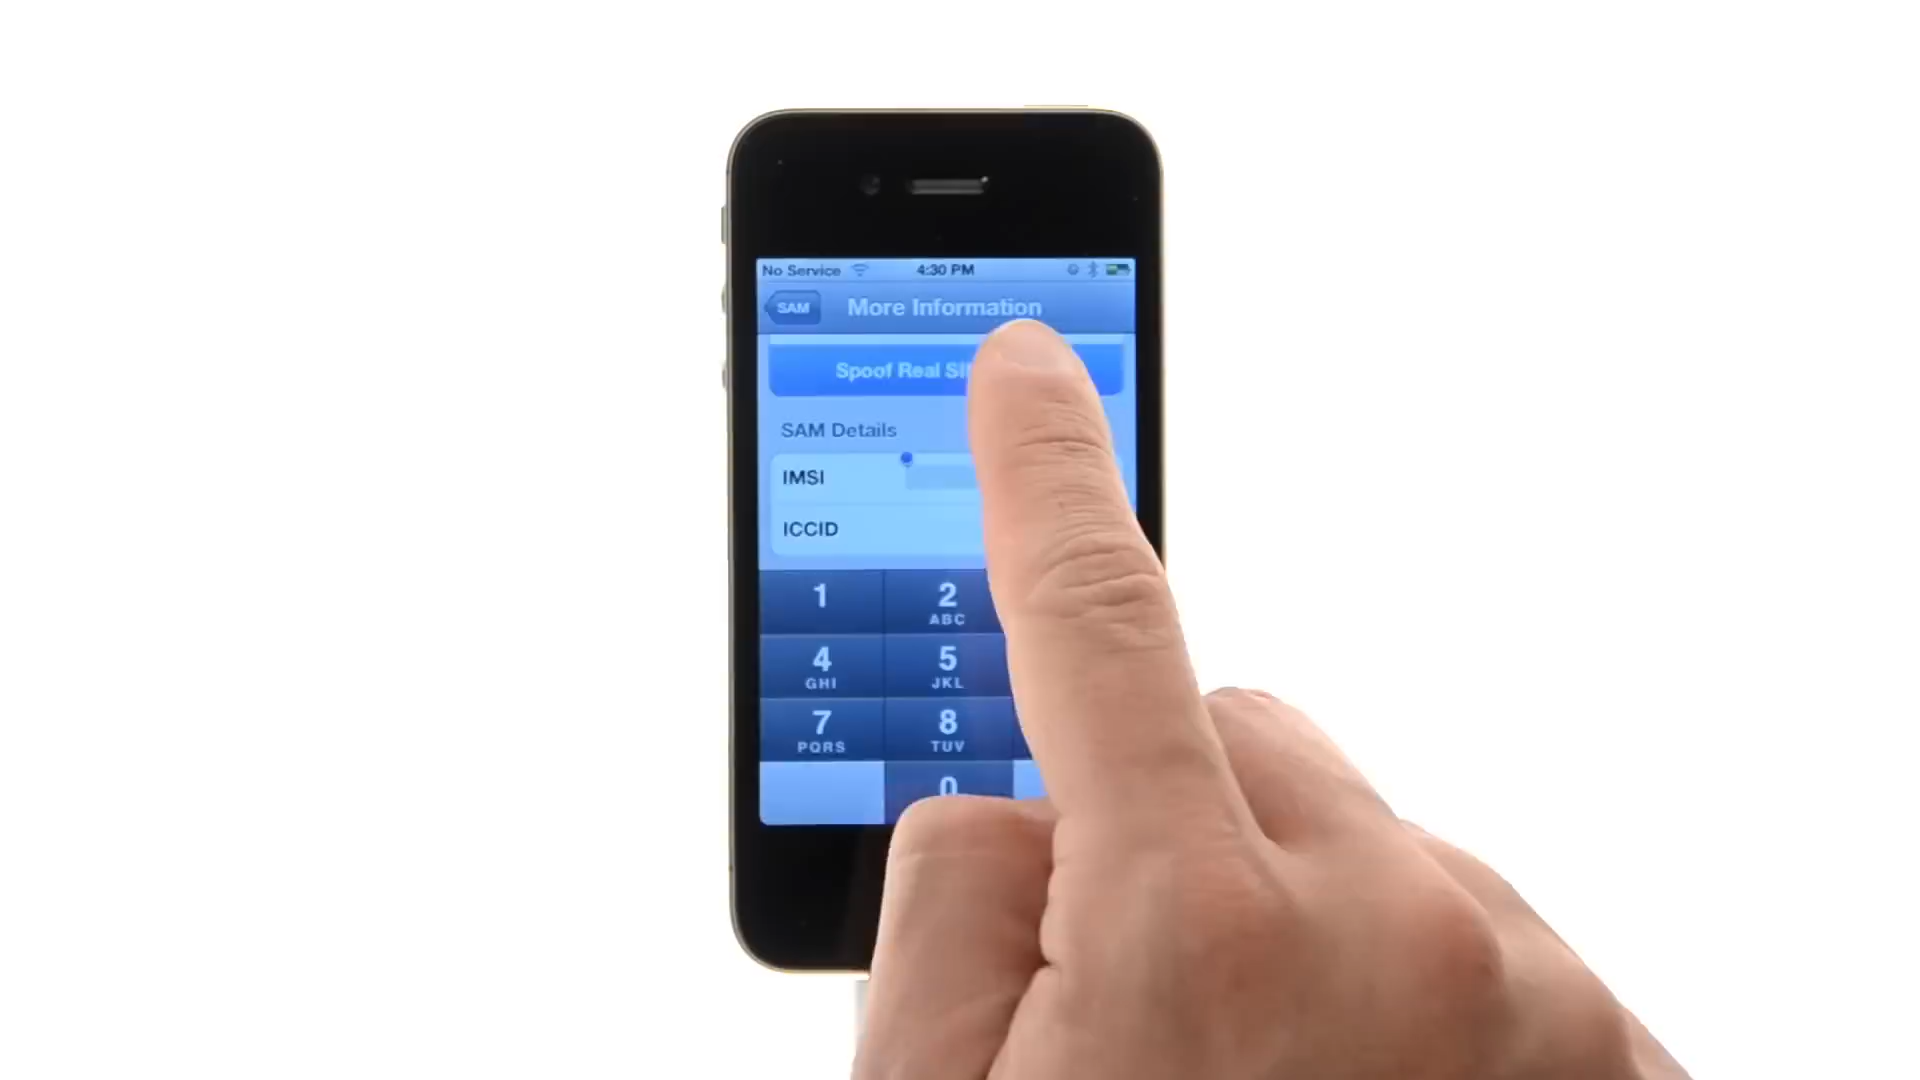 No Service 4:30 PM
SAM More Information
Spoof Real
SAM Details
IMSI
ICCID
1 2
ABC
4 5
GHI JKL
7 8
PQRS TUV
0